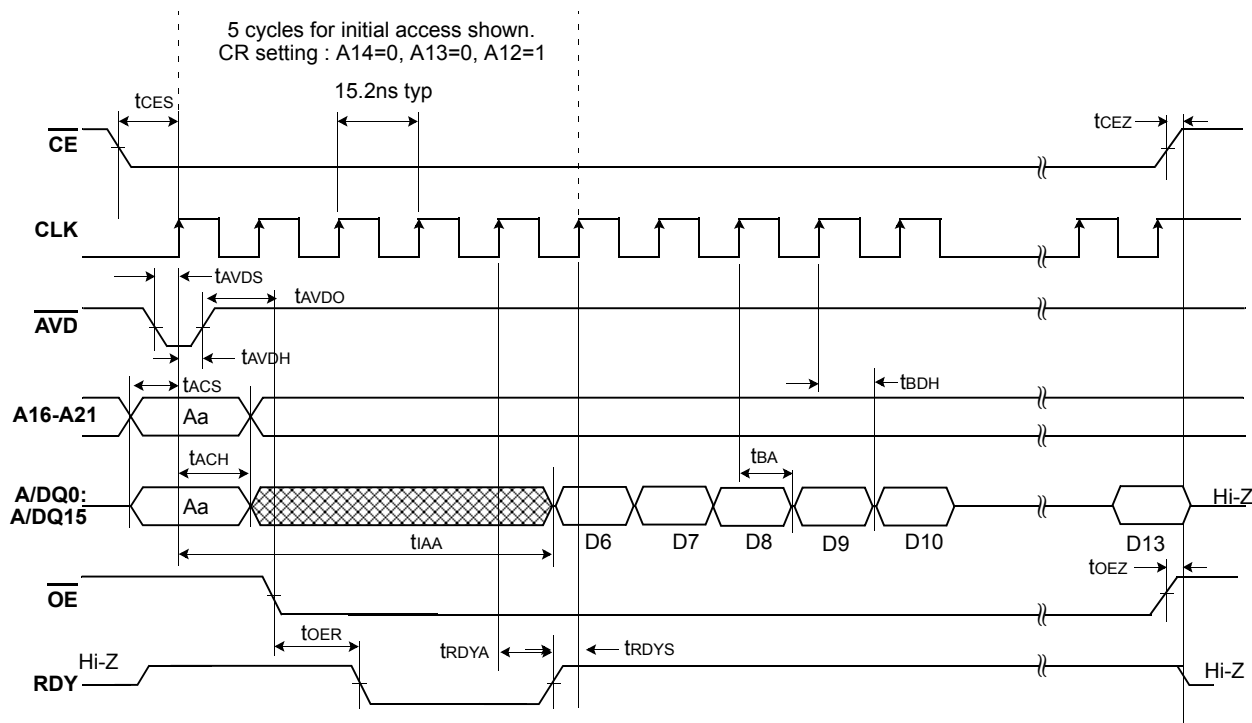 5 cycles for initial access shown.
CR setting : A14=0, A13=0, A12=1
15.2ns typ
tCES
tCEZ
CE
CLK
tAVDS
tAVDO
AVD
tAVDH
tACS
tBDH
A16-A21
Aa
tACH
tBA
A/DQ0:
A/DQ15
Aa
Hi-Z
tIAA
D6
D7
D8
D9
D10
D13
tOEZ
OE
tOER
tRDYA
tRDYS
Hi-Z
RDY
Hi-Z